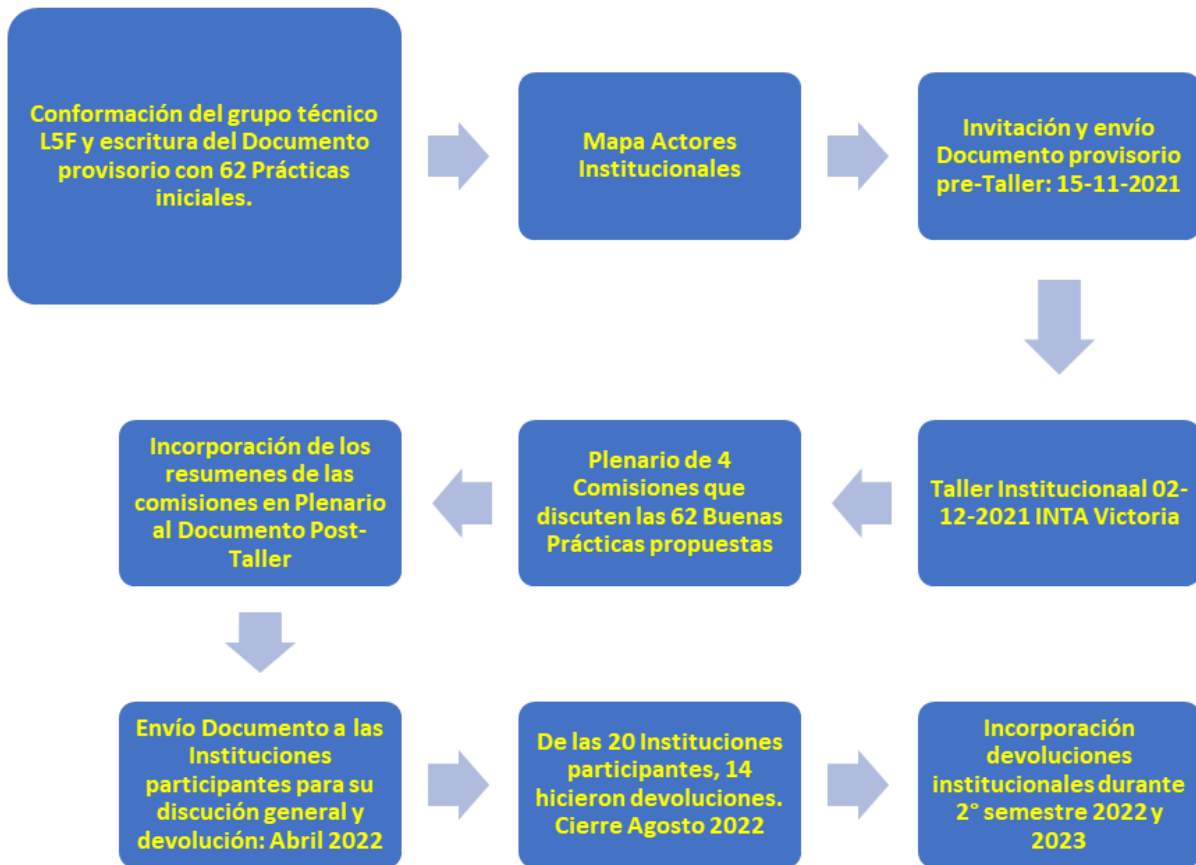 Conformación del grupo técnico
L5F y escritura del Documento
provisorio con 62 Prácticas
iniciales.
Mapa Actores
Institucionales
Invitación y envío
Documento provisorio
pre-Taller: 15-11-2021
Taller Institucionaal 02-
12-2021 INTA Victoria
Plenario de 4
Comisiones que
discuten las 62 Buenas
Prácticas propuestas
Incorporación de los
resumenes de las
comisiones en Plenario
al Documento Post-
Taller
Envío Documento a las
Instituciones
participantes para su
discución general y
devolución: Abril 2022
De las 20 Instituciones
participantes, 14
hicieron devoluciones.
Cierre Agosto 2022
Incorporación
devoluciones
institucionales durante
2° semestre 2022 y
2023